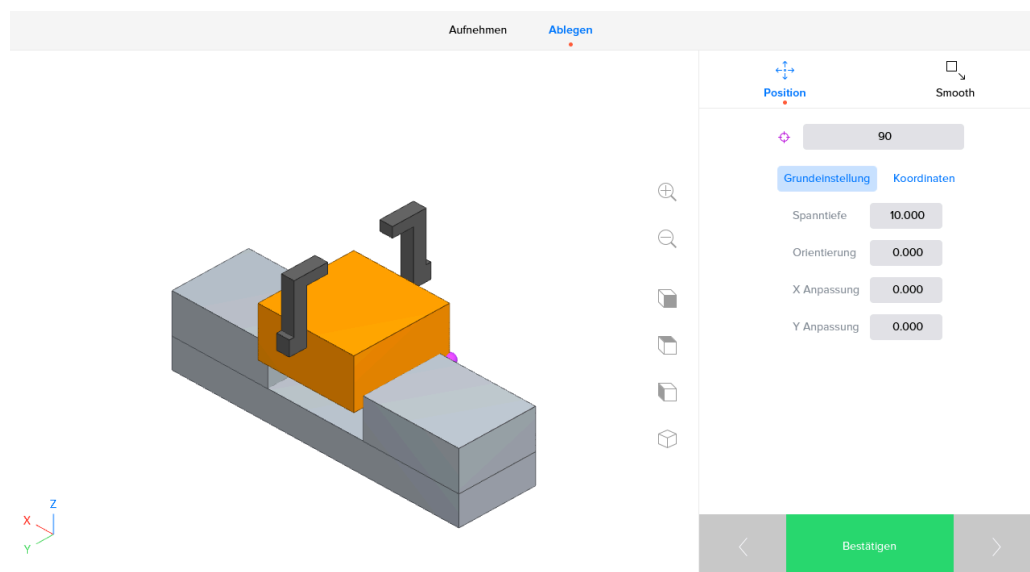 Aufnehmen Ablegen
Position Smooth
90
Grundeinstellung Koordinaten
Spanntiefe 10.000
Orientierung 0.000
X Anpassung 0.000
Y Anpassung 0.000
Z
X
Y
Bestätigen